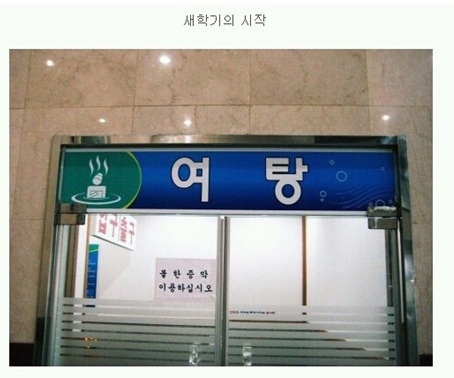 새학기의 시작
여탕
불한증막
이용하십시오